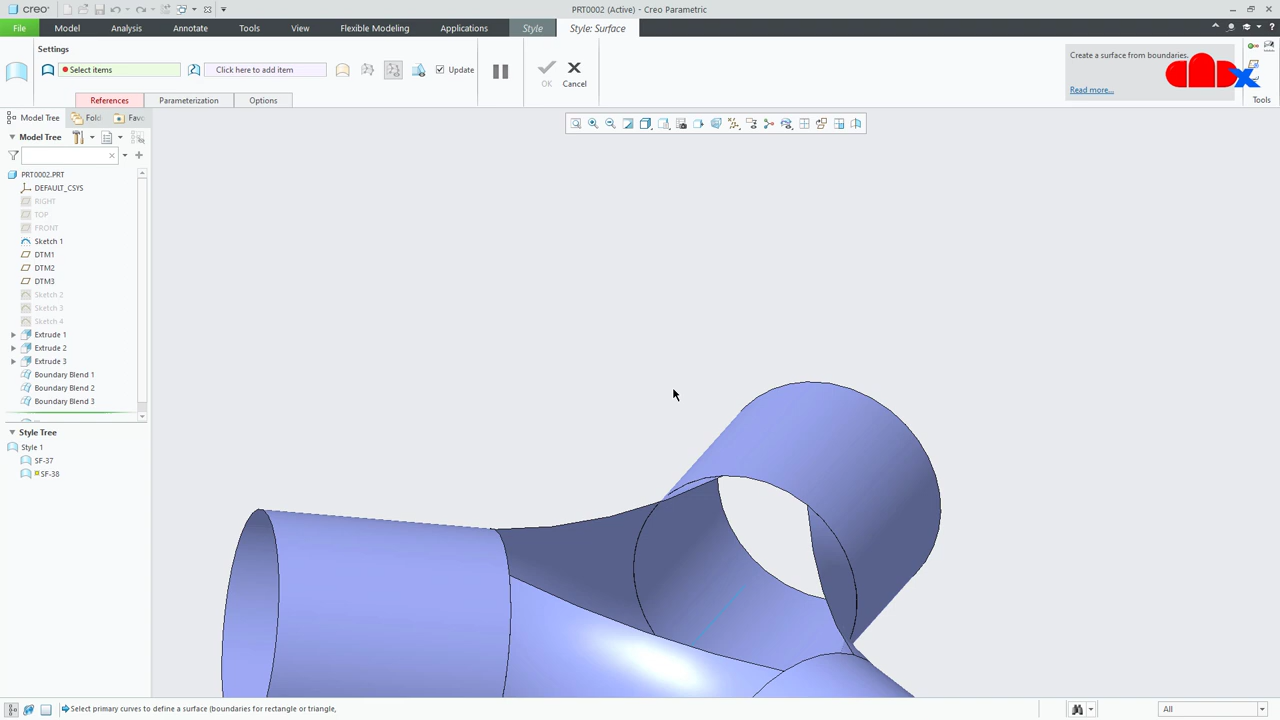 creo
PRT0002 (Active) - Creo Parametric
File Model Analysis Annotate Tools View Flexible Modeling Applications Style Style: Surface
Settings
Select items
Click here to add item
Update
OK
Cancel
References
Parameterization
Options
Create a surface from boundaries.
Read more...
Tools
Model Tree
Fold
Favo
Model Tree
PRT0002.PRT
DEFAULT_CSYS
RIGHT
TOP
FRONT
Sketch 1
DTM1
DTM2
DTM3
Sketch 2
Sketch 3
Sketch 4
Extrude 1
Extrude 2
Extrude 3
Boundary Blend 1
Boundary Blend 2
Boundary Blend 3
Style Tree
Style 1
SF-37
SF-38
Select primary curves to define a surface (boundaries for rectangle or triangle,
All